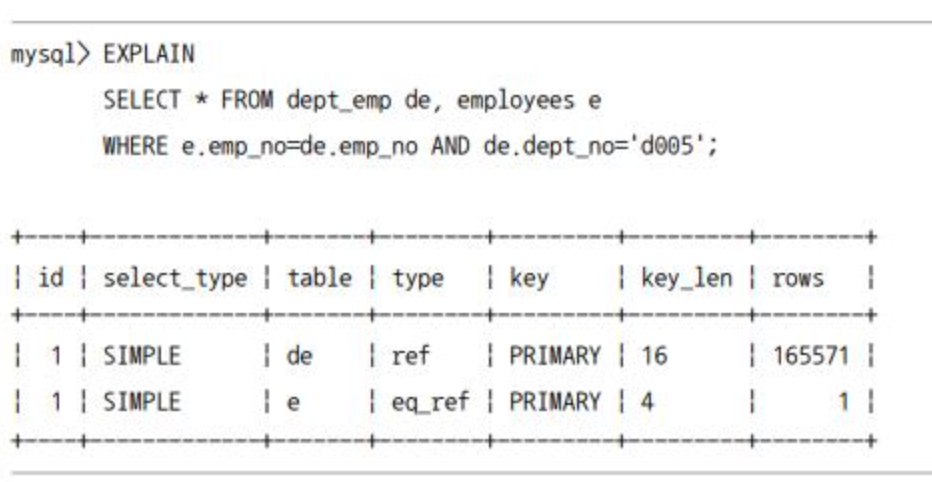 mysql> EXPLAIN
SELECT * FROM dept_emp de, employees e
WHERE e.emp_no=de.emp_no AND de.dept_no='d005';
+----+-------------+-------+--------+---------+---------+--------+
| id | select_type | table | type   | key     | key_len | rows   |
+----+-------------+-------+--------+---------+---------+--------+
|  1 | SIMPLE      | de    | ref    | PRIMARY | 16      | 165571 |
|  1 | SIMPLE      | e     | eq_ref | PRIMARY | 4       |      1 |
+----+-------------+-------+--------+---------+---------+--------+